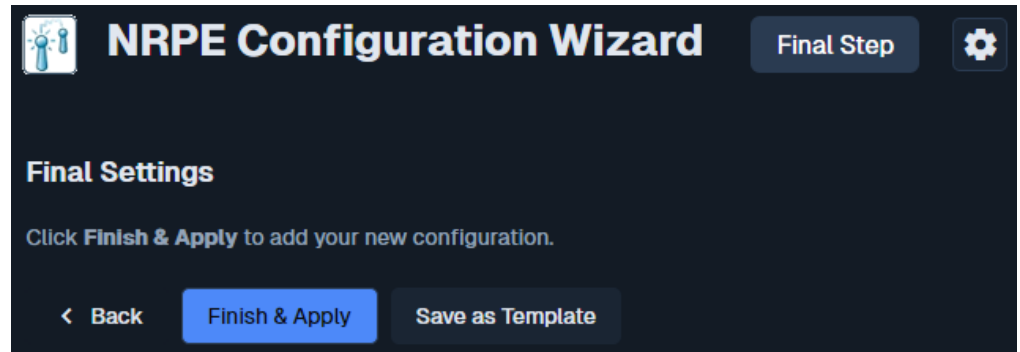 NRPE Configuration Wizard Final Step
Final Settings
Click Finish & Apply to add your new configuration.
Back Finish & Apply Save as Template